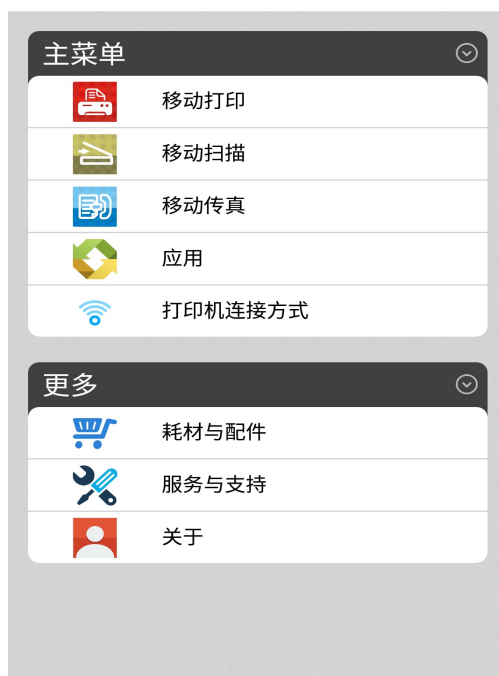 主菜单
移动打印
移动扫描
移动传真
应用
打印机连接方式
更多
耗材与配件
服务与支持
关于